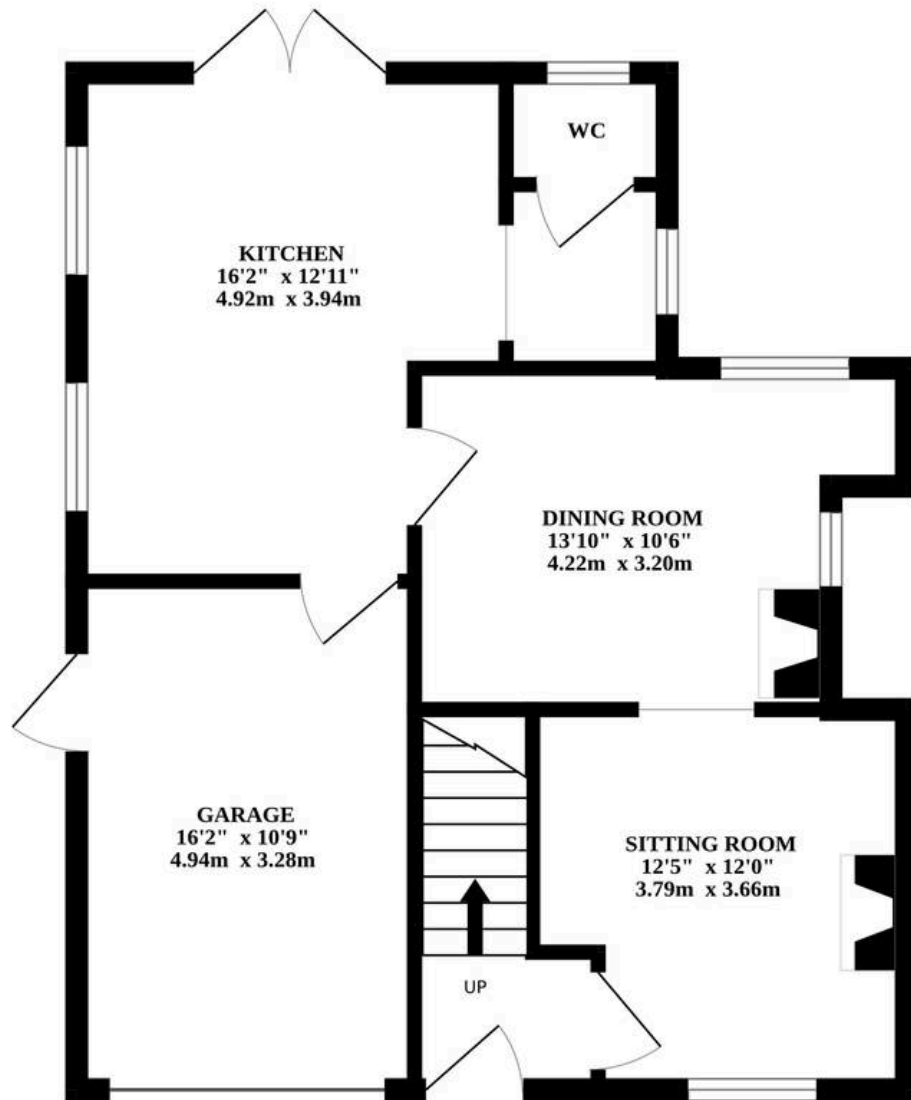 WC
KITCHEN
16'2" x 12'11"
4.92m x 3.94m
DINING ROOM
13'10" x 10'6"
4.22m x 3.20m
GARAGE
16'2" x 10'9"
4.94m x 3.28m
SITTING ROOM
12'5" x 12'0"
3.79m x 3.66m
UP